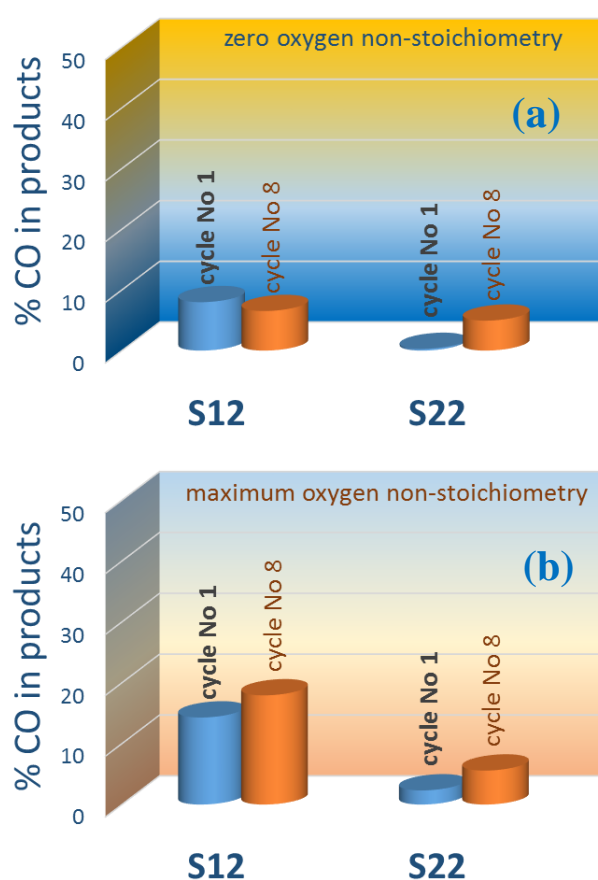 zero oxygen non-stoichiometry
(a)
% CO in products
50
40
30
20
10
0
cycle No 1
cycle No 8
cycle No 1
cycle No 8
S12
S22
maximum oxygen non-stoichiometry
(b)
% CO in products
50
40
30
20
10
0
cycle No 1
cycle No 8
cycle No 1
cycle No 8
S12
S22